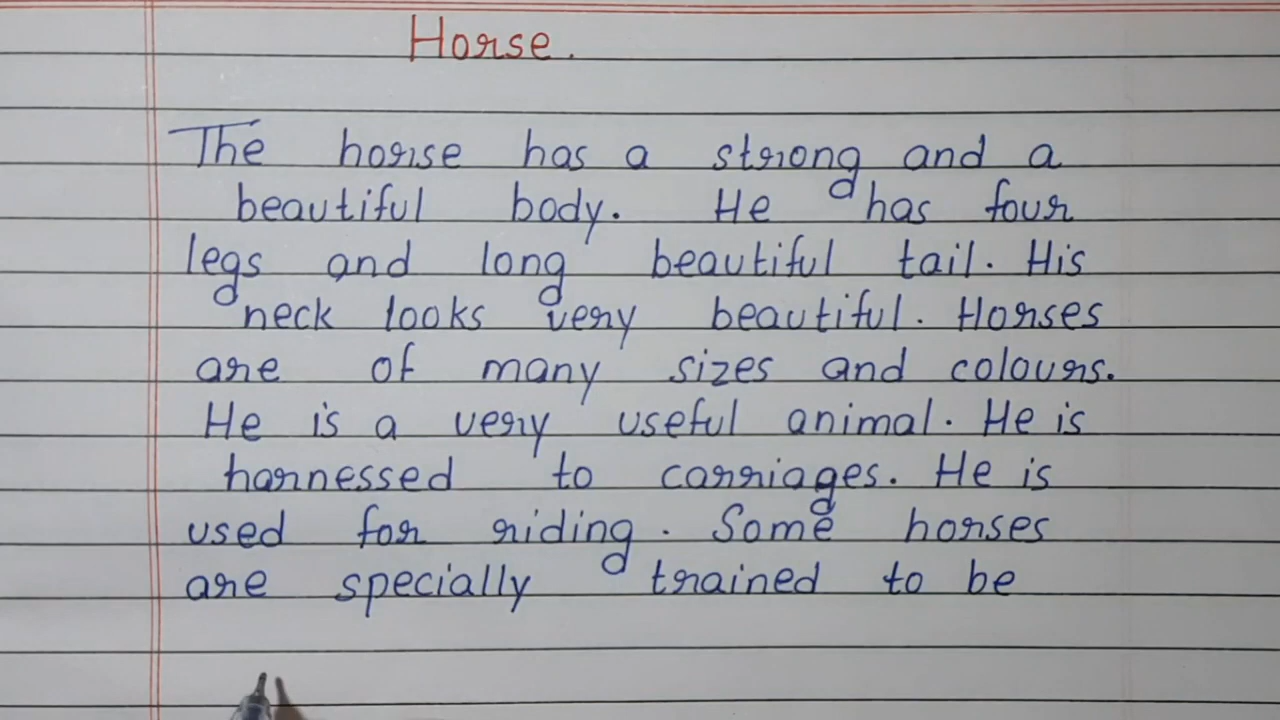 Horse.
The horse has a strong and a
beautiful body. He has four
legs and long beautiful tail. His
neck looks very beautiful. Horses
are of many sizes and colours.
He is a very useful animal. He is
harnessed to carriages. He is
used for riding. Some horses
are specially trained to be